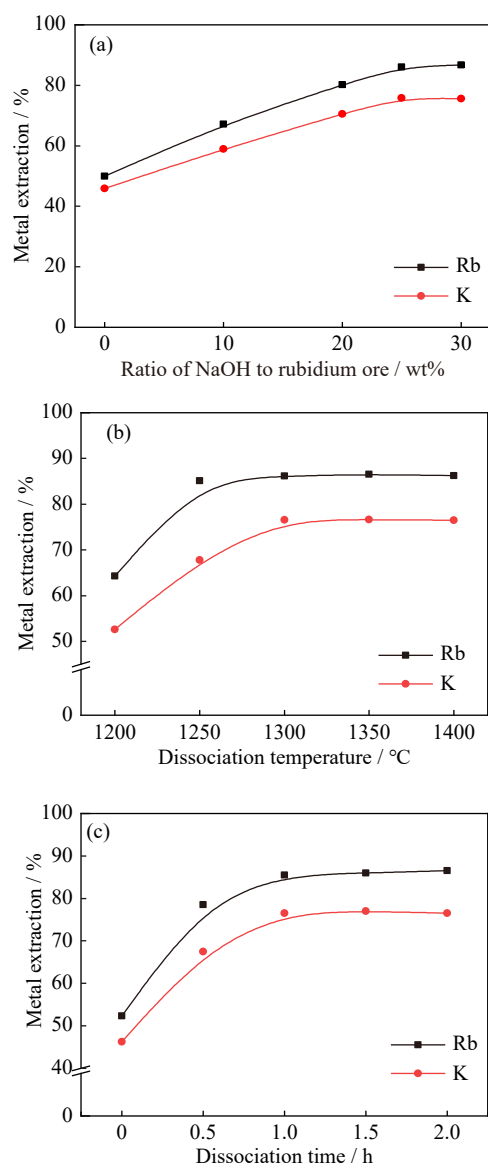 (a)
100
80
60
40
20
0
Metal extraction / %
Rb
K
0 10 20 30
Ratio of NaOH to rubidium ore / wt%
(b)
100
90
80
70
60
50
0
Metal extraction / %
Rb
K
1200 1250 1300 1350 1400
Dissociation temperature / °C
(c)
100
90
80
70
60
50
40
0
Metal extraction / %
Rb
K
0 0.5 1.0 1.5 2.0
Dissociation time / h